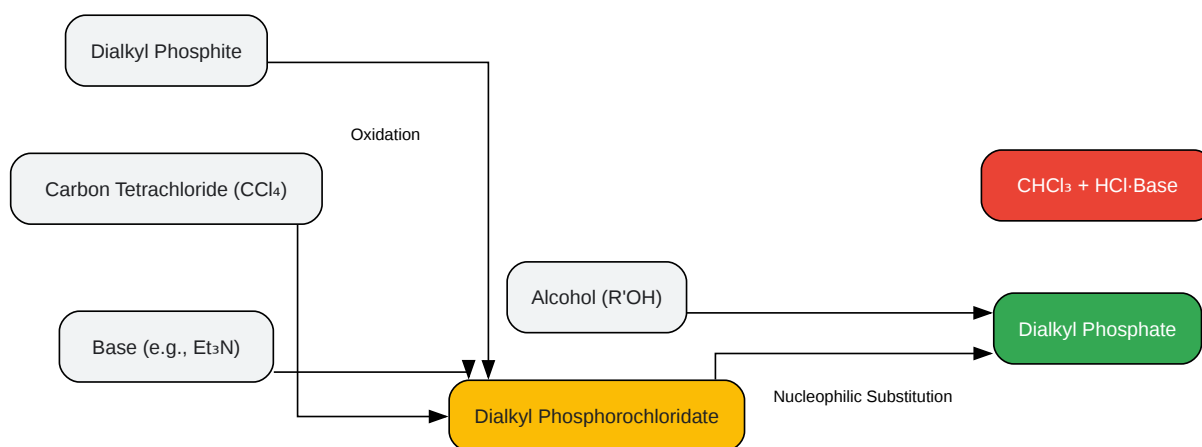 Dialkyl Phosphite
Oxidation
Carbon Tetrachloride (CCl₄)
CHCl₃ + HCl·Base
Alcohol (R'OH)
Base (e.g., Et₃N)
Dialkyl Phosphate
Nucleophilic Substitution
Dialkyl Phosphorochloridate